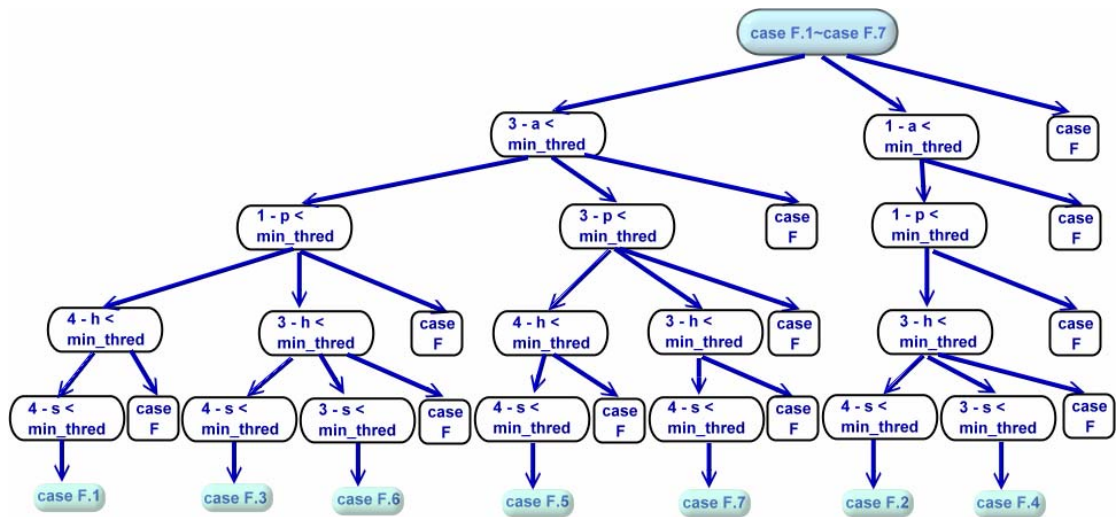 case F.1~case F.7
3 - a <
min_thred
1 - a <
min_thred
case
F
1 - p <
min_thred
3 - p <
min_thred
case
F
1 - p <
min_thred
case
F
4 - h <
min_thred
3 - h <
min_thred
case
F
4 - h <
min_thred
3 - h <
min_thred
case
F
3 - h <
min_thred
case
F
4 - s <
min_thred
case
F
4 - s <
min_thred
3 - s <
min_thred
case
F
4 - s <
min_thred
case
F
4 - s <
min_thred
case
F
4 - s <
min_thred
3 - s <
min_thred
case
F
case F.1
case F.3
case F.6
case F.5
case F.7
case F.2
case F.4